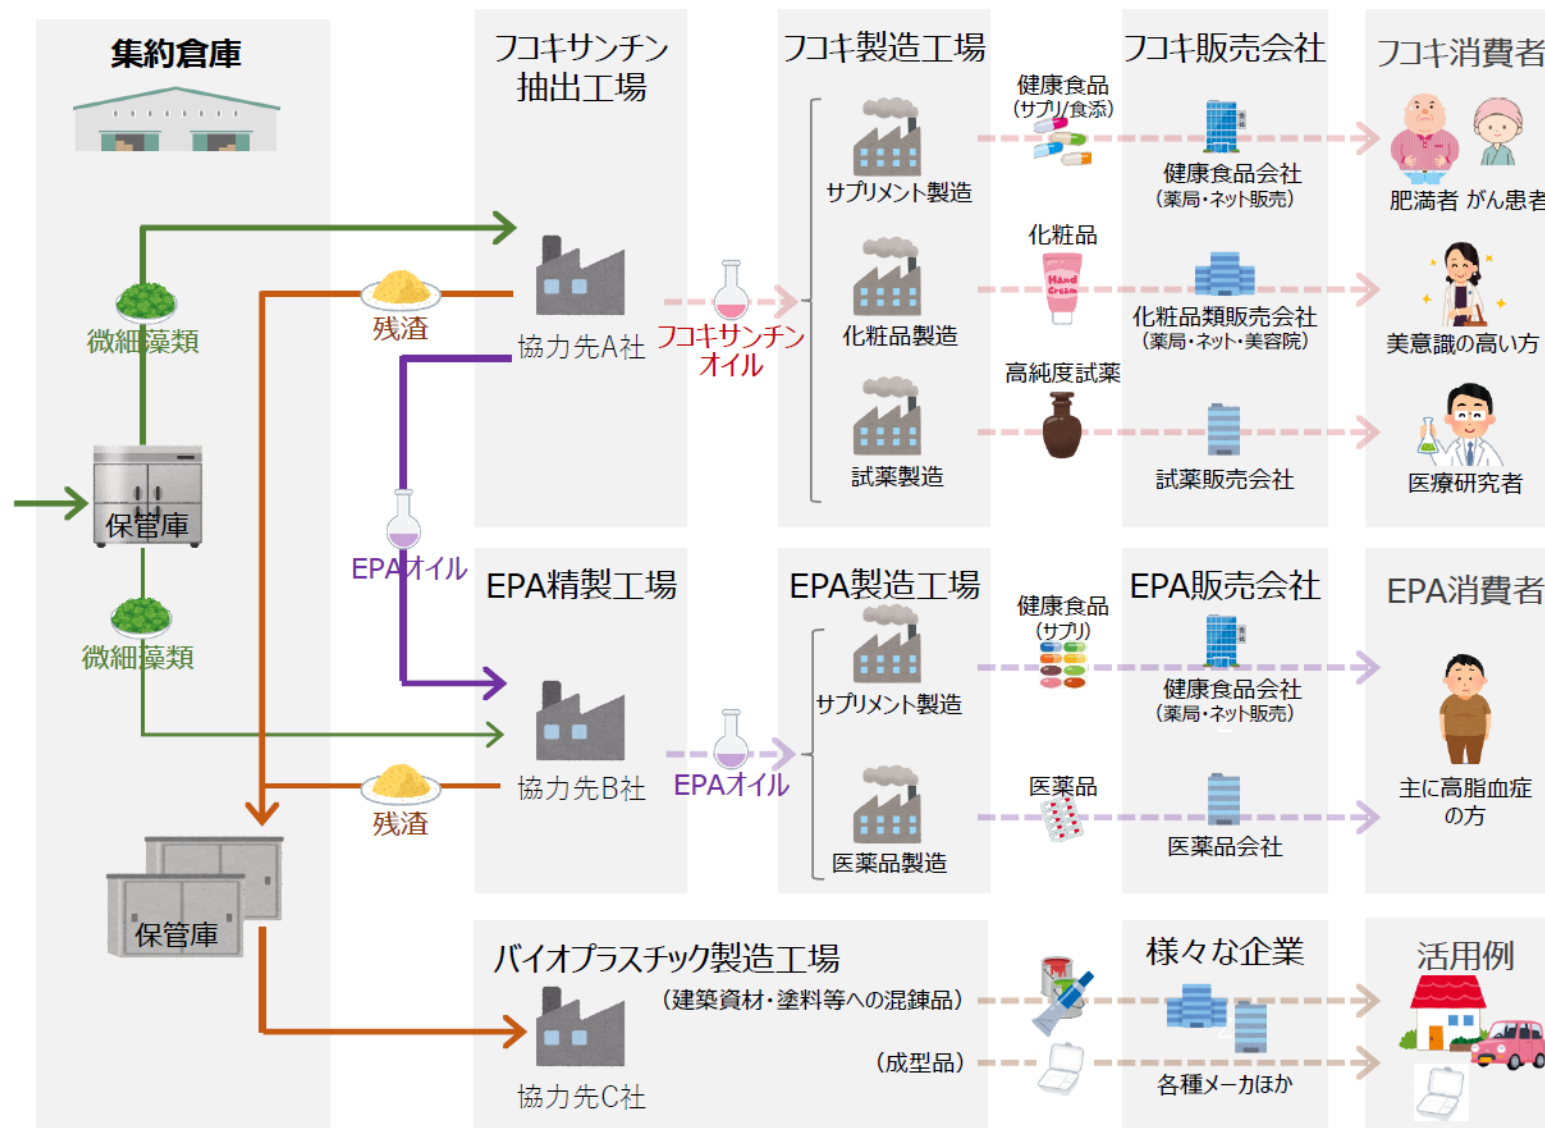 集約倉庫
微細藻類
保管庫
微細藻類
保管庫
残渣
EPAオイル
残渣
フコキサンチン
抽出工場
協力先A社
フコキサンチン
オイル
フコキ製造工場
サプリメント製造
化粧品製造
試薬製造
健康食品
(サプリ/食添)
化粧品
Hand
Cream
高純度試薬
フコキ販売会社
会社
健康食品会社
(薬局・ネット販売)
化粧品類販売会社
(薬局・ネット・美容院)
試薬販売会社
フコキ消費者
肥満者 がん患者
美意識の高い方
医療研究者
EPA精製工場
協力先B社
EPAオイル
EPA製造工場
サプリメント製造
医薬品製造
健康食品
(サプリ)
医薬品
EPA販売会社
会社
健康食品会社
(薬局・ネット販売)
医薬品会社
EPA消費者
主に高脂血症
の方
バイオプラスチック製造工場
(建築資材・塗料等への混錬品)
(成型品)
協力先C社
様々な企業
各種メーカほか
活用例